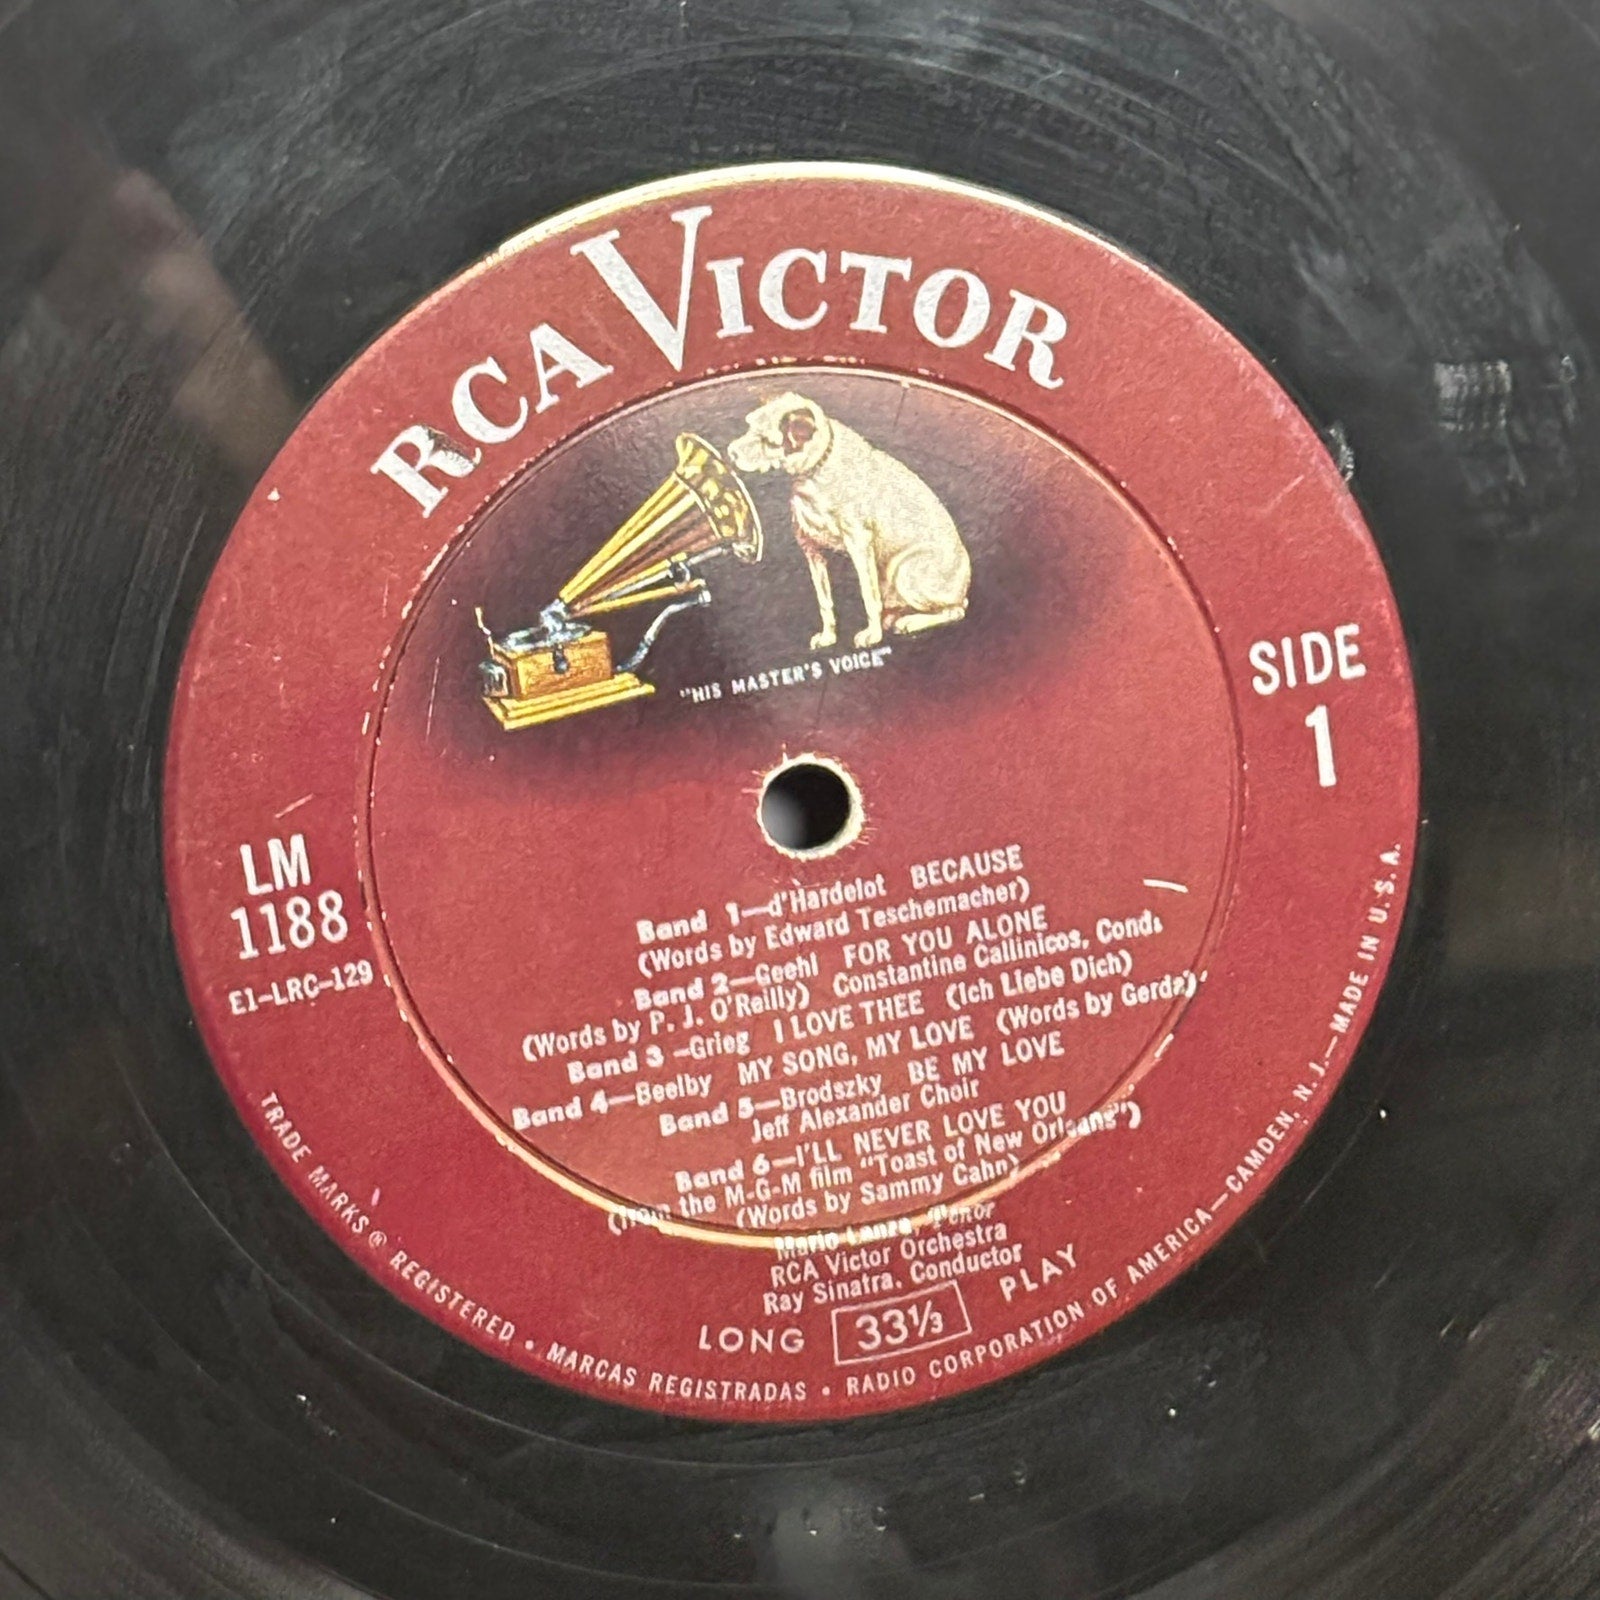 RCA VICTOR
"HIS MASTER'S VOICE"
SIDE
1
LM
1188
E1-LRC-129
Band 1—d'Hardelot BECAUSE
(Words by Edward Teschemacher)
Band 2—Geehl FOR YOU ALONE
(Words by P. J. O'Reilly) Constantine Callinicos, Cond.
Band 3—Grieg I LOVE THEE (Ich Liebe Dich)
Band 4—Beelby MY SONG, MY LOVE (Words by Gerda)
Band 5—Brodszky BE MY LOVE
Jeff Alexander Choir
Band 6—I'LL NEVER LOVE YOU
(from the M-G-M film "Toast of New Orleans")
(Words by Sammy Cahn)
Mario Lanza, Tenor
RCA Victor Orchestra
Ray Sinatra, Conductor
LONG 33⅓ PLAY
TRADE MARKS ® REGISTERED • MARCAS REGISTRADAS • RADIO CORPORATION OF AMERICA—CAMDEN, N. J.—MADE IN U. S. A.